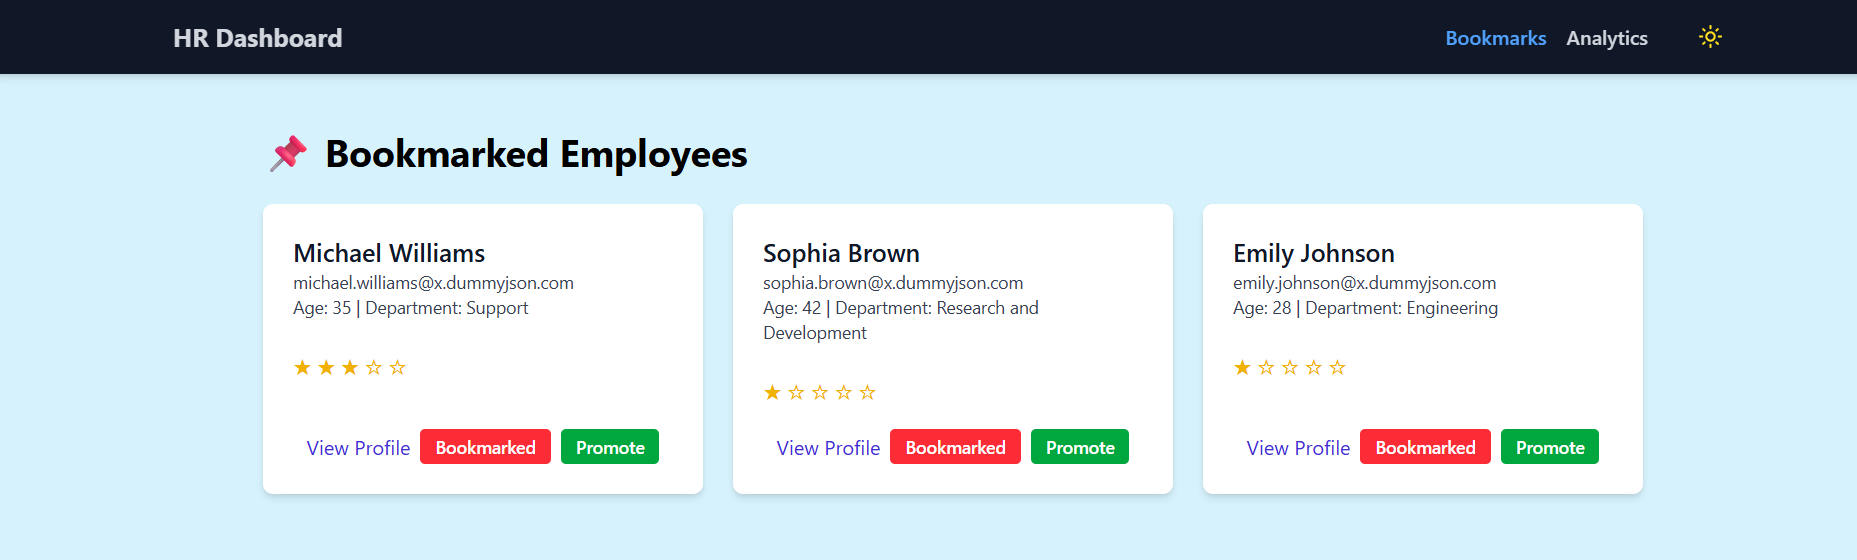 HR Dashboard
Bookmarks Analytics
Bookmarked Employees
Michael Williams
michael.williams@x.dummyjson.com
Age: 35 | Department: Support
★ ★ ★ ☆ ☆
View Profile Bookmarked Promote
Sophia Brown
sophia.brown@x.dummyjson.com
Age: 42 | Department: Research and
Development
★ ☆ ☆ ☆ ☆
View Profile Bookmarked Promote
Emily Johnson
emily.johnson@x.dummyjson.com
Age: 28 | Department: Engineering
★ ☆ ☆ ☆ ☆
View Profile Bookmarked Promote